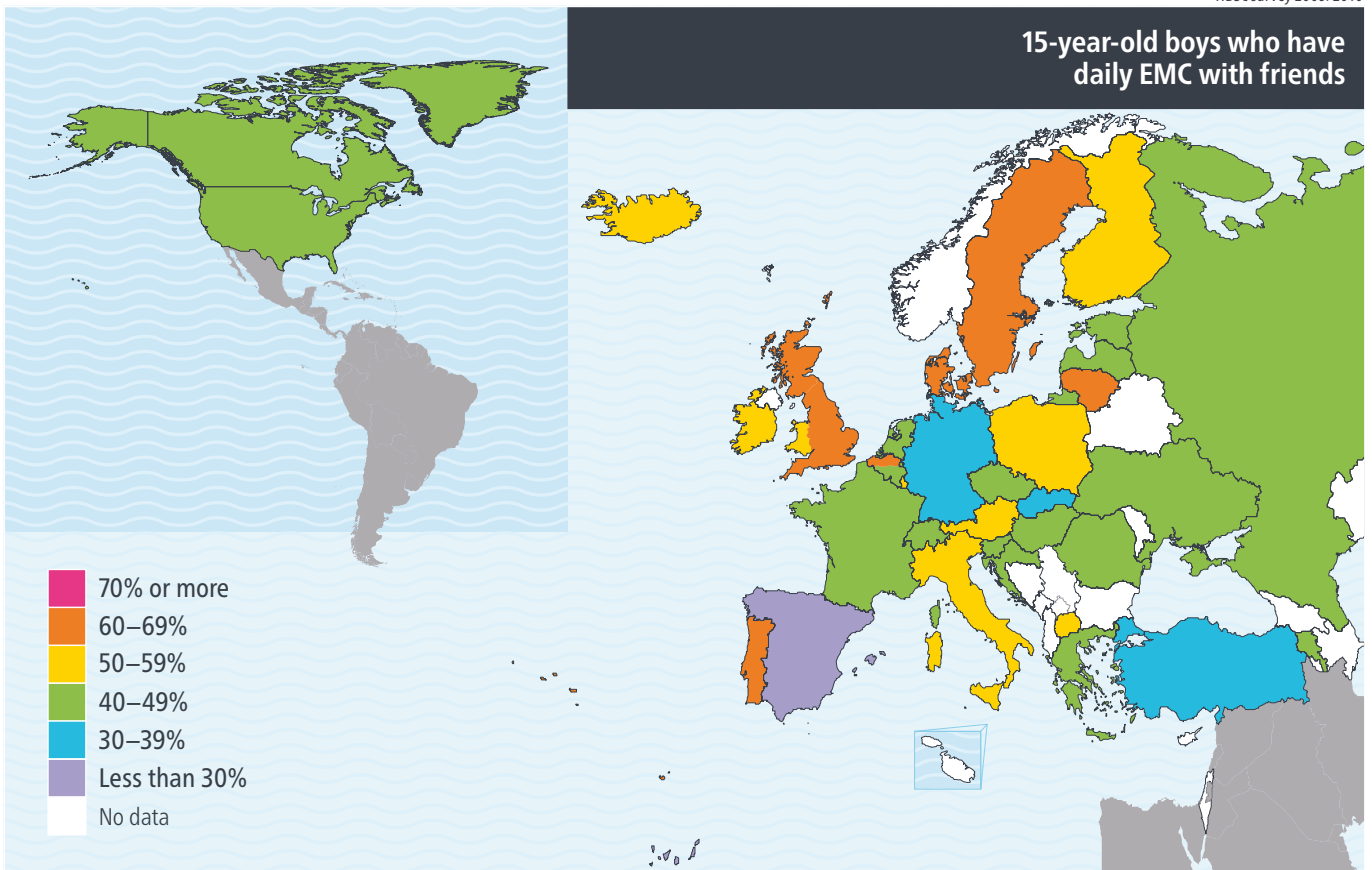 15-year-old boys who have
daily EMC with friends
70% or more
60–69%
50–59%
40–49%
30–39%
Less than 30%
No data